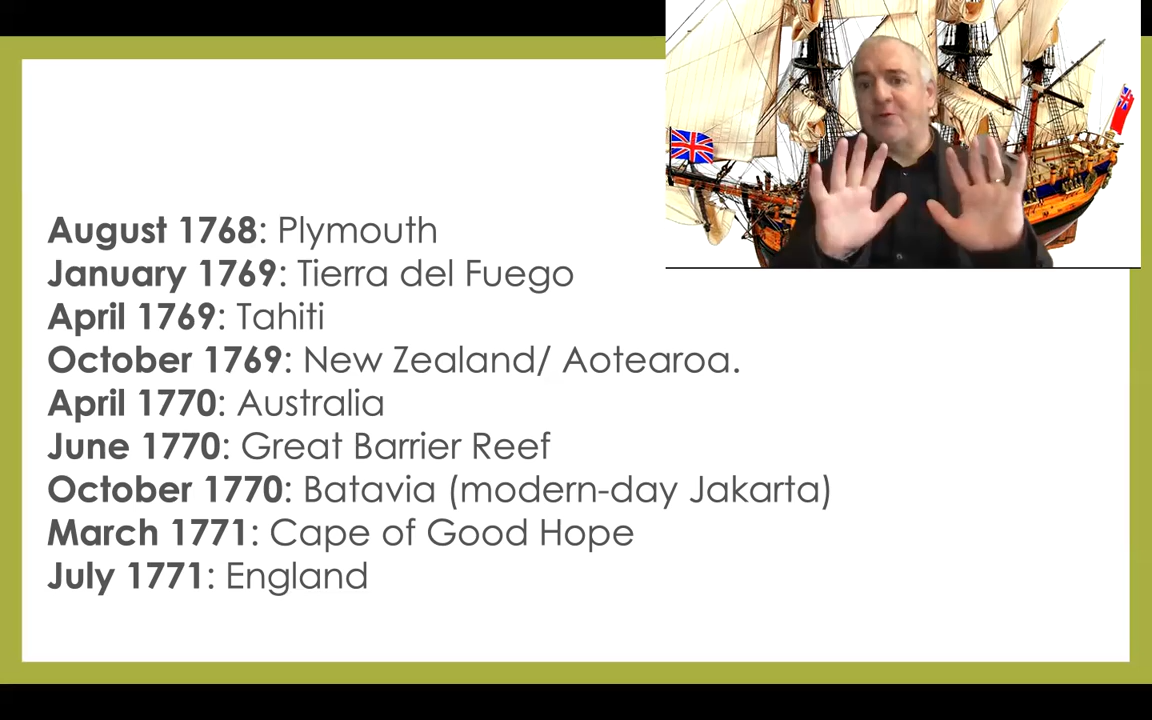 August 1768: Plymouth
January 1769: Tierra del Fuego
April 1769: Tahiti
October 1769: New Zealand/ Aotearoa.
April 1770: Australia
June 1770: Great Barrier Reef
October 1770: Batavia (modern-day Jakarta)
March 1771: Cape of Good Hope
July 1771: England